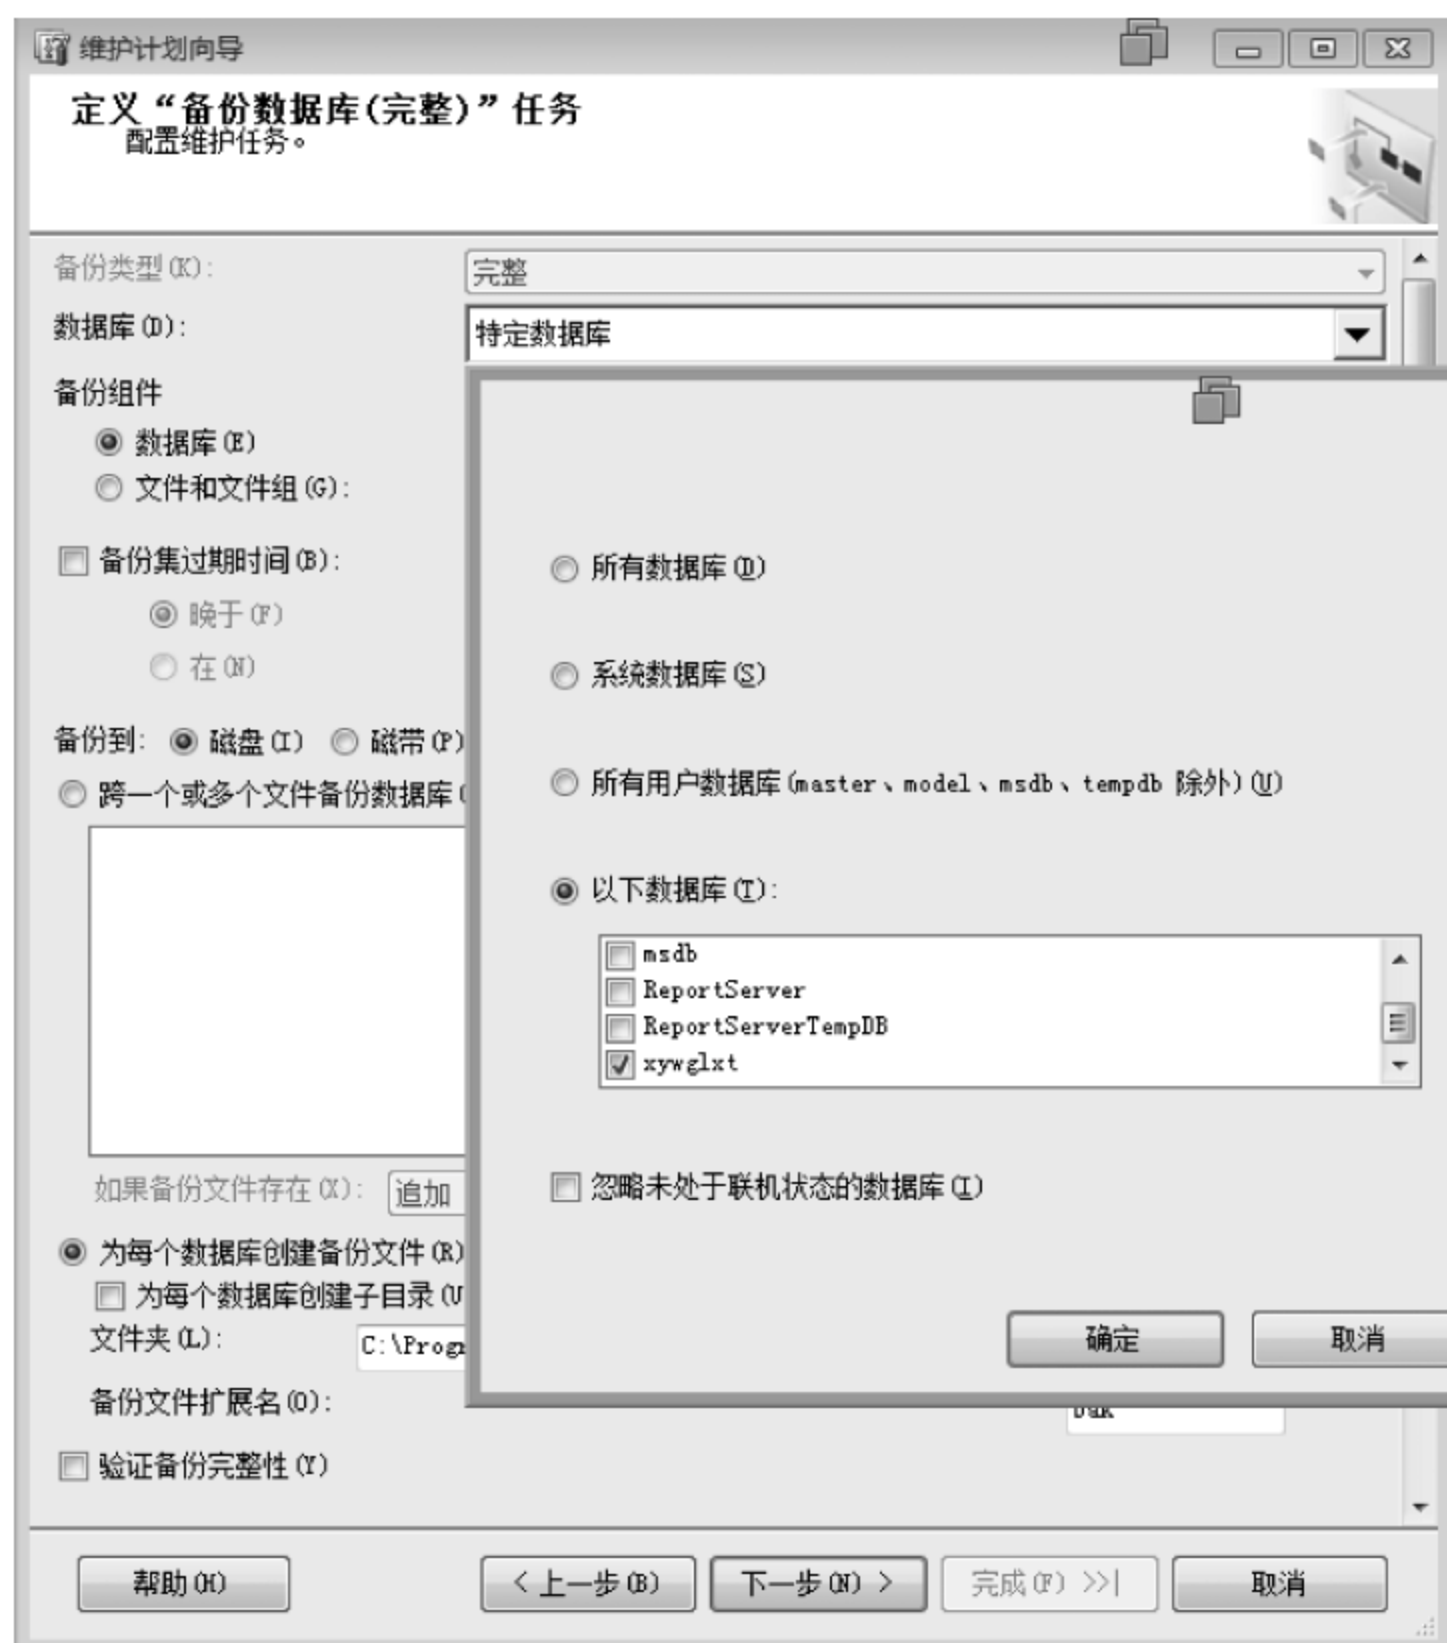 维护计划向导
定义“备份数据库(完整)”任务
配置维护任务。
备份类型(K):
完整
数据库(D):
特定数据库
备份组件
数据库(E)
文件和文件组(G):
备份集过期时间(B):
晚于(F)
在(N)
备份到: 磁盘(I) 磁带(P)
跨一个或多个文件备份数据库(
如果备份文件存在(X): 追加
为每个数据库创建备份文件(R)
为每个数据库创建子目录(U
文件夹(L): C:\Progr
备份文件扩展名(O):
验证备份完整性(Y)
所有数据库(D)
系统数据库(S)
所有用户数据库(master、model、msdb、tempdb 除外)(U)
以下数据库(T):
msdb
ReportServer
ReportServerTempDB
xywglxt
忽略未处于联机状态的数据库(I)
确定 取消
帮助(H) < 上一步(B) 下一步(N) > 完成(F) >>| 取消